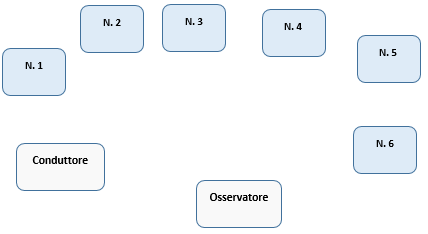 N. 1
N. 2
N. 3
N. 4
N. 5
N. 6
Conduttore
Osservatore